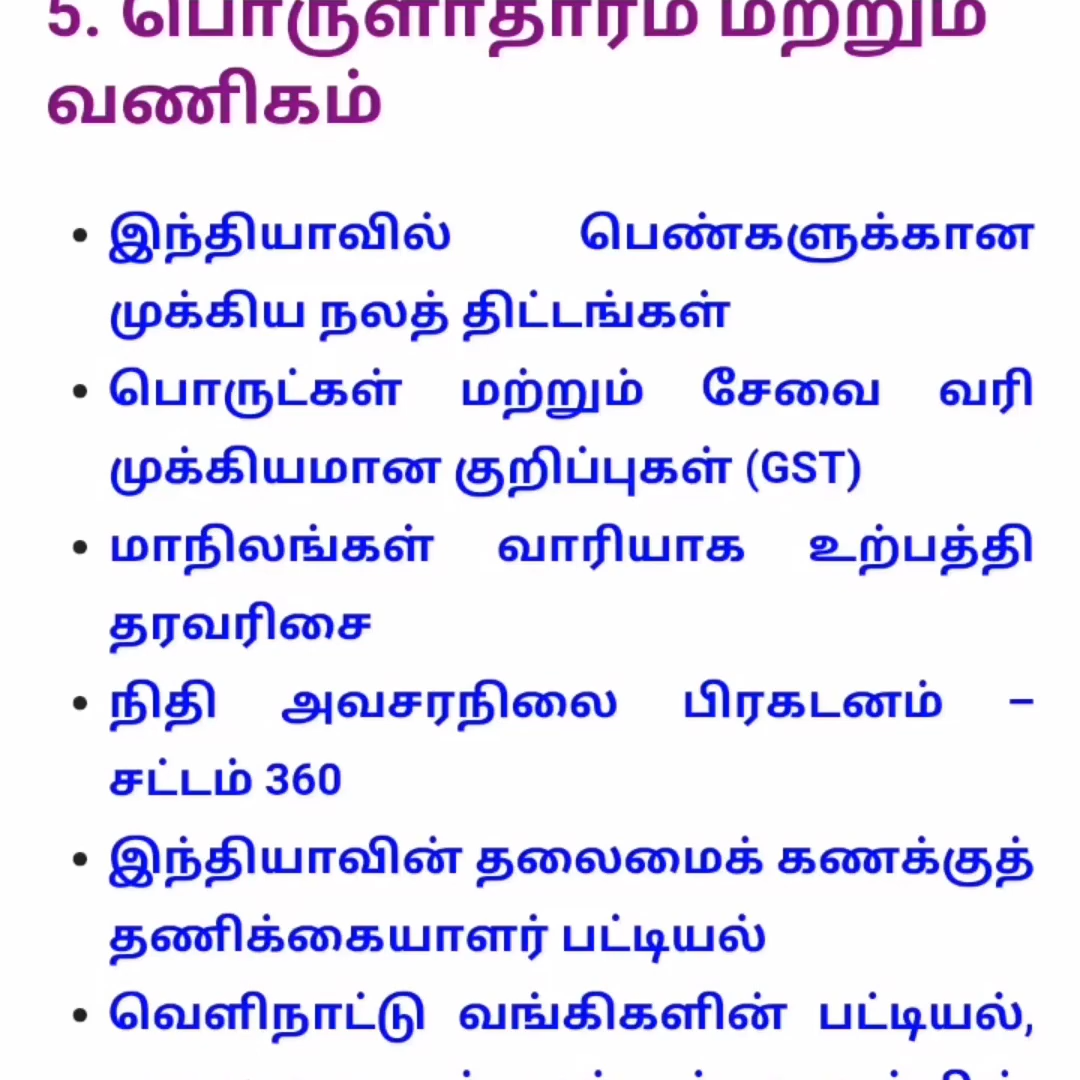 5. பொருளாதாரம் மற்றும்
வணிகம்
இந்தியாவில் பெண்களுக்கான
முக்கிய நலத் திட்டங்கள்
பொருட்கள் மற்றும் சேவை வரி
முக்கியமான குறிப்புகள் (GST)
மாநிலங்கள் வாரியாக உற்பத்தி
தரவரிசை
நிதி அவசரநிலை பிரகடனம் –
சட்டம் 360
இந்தியாவின் தலைமைக் கணக்குத்
தணிக்கையாளர் பட்டியல்
வெளிநாட்டு வங்கிகளின் பட்டியல்,